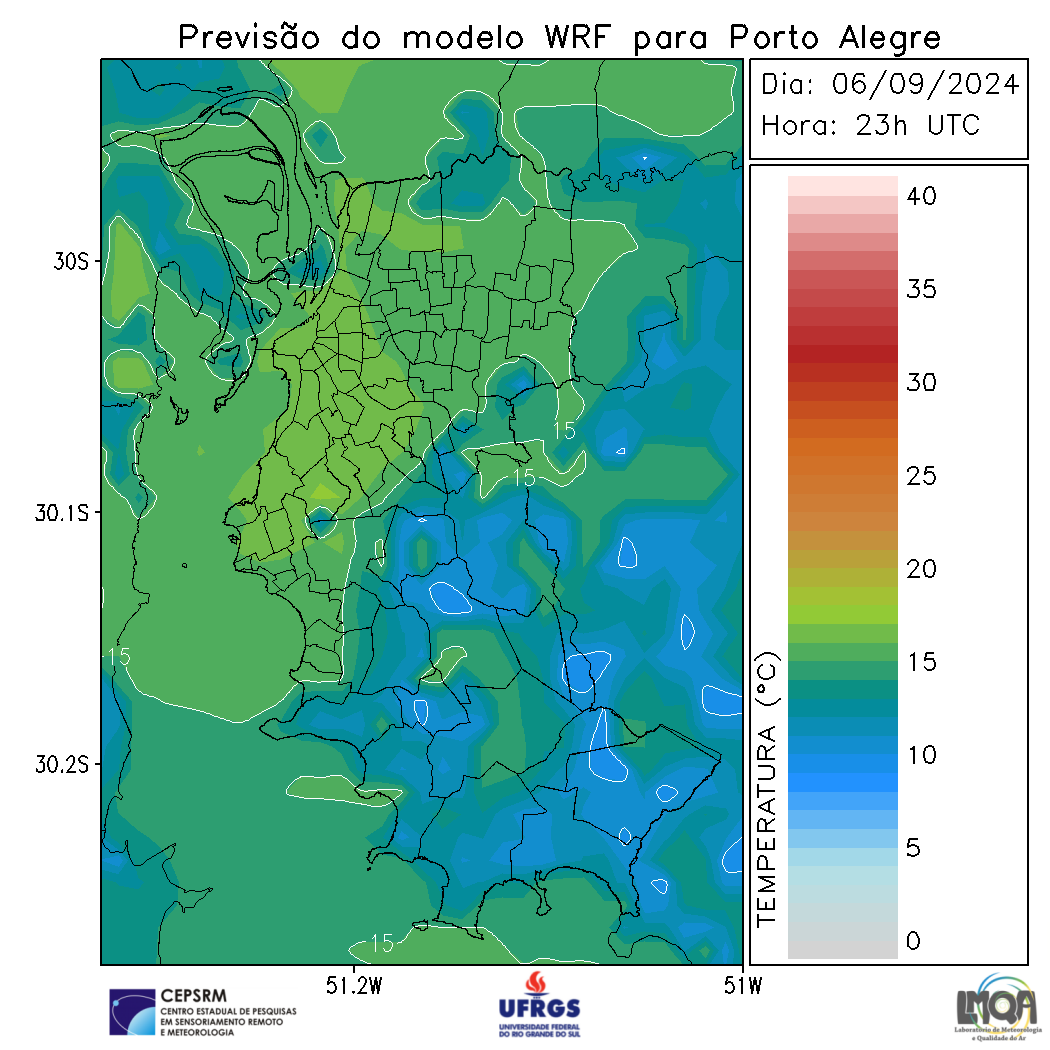 Previsão do modelo WRF para Porto Alegre
Dia: 06/09/2024
Hora: 23h UTC
30S
30.1S
30.2S
51.2W
51W
15
15
15
15
TEMPERATURA (°C)
40
35
30
25
20
15
10
5
0
CEPSRM
CENTRO ESTADUAL DE PESQUISAS
EM SENSORIAMENTO REMOTO
E METEOROLOGIA
UFRGS
UNIVERSIDADE FEDERAL
DO RIO GRANDE DO SUL
LMQA
Laboratório de Meteorologia
e Qualidade do Ar